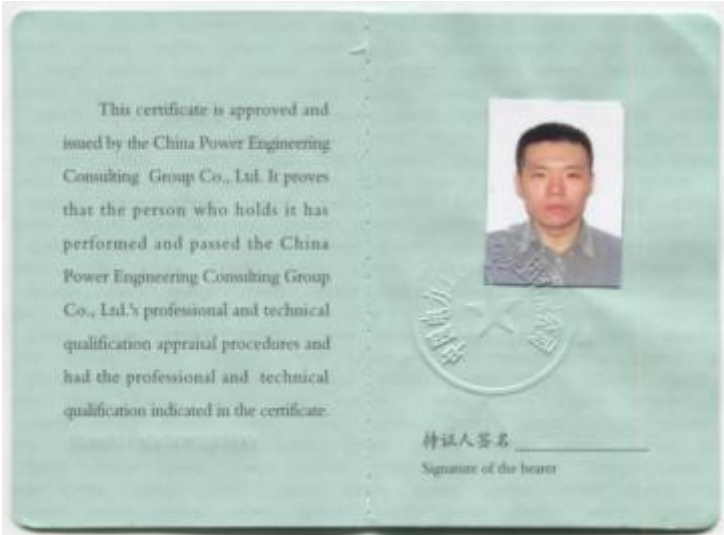 This certificate is approved and
issued by the China Power Engineering
Consulting Group Co., Ltd. It proves
that the person who holds it has
performed and passed the China
Power Engineering Consulting Group
Co., Ltd.'s professional and technical
qualification appraisal procedures and
had the professional and technical
qualification indicated in the certificate.
持证人签名
Signature of the bearer